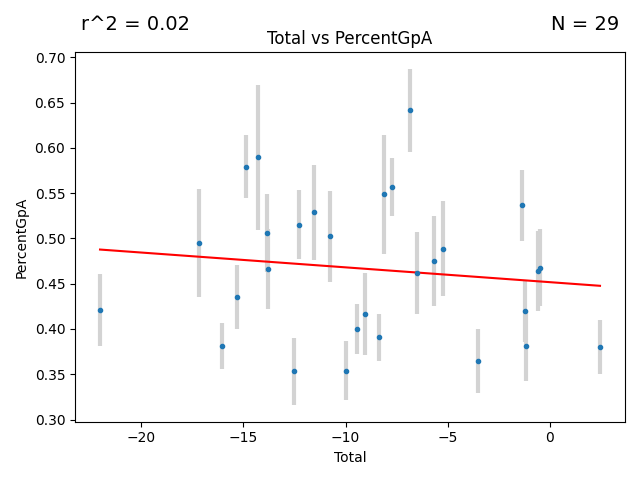 r^2 = 0.02
N = 29
Total vs PercentGpA
0.70
0.65
0.60
0.55
0.50
0.45
0.40
0.35
0.30
PercentGpA
−20
−15
−10
−5
0
Total